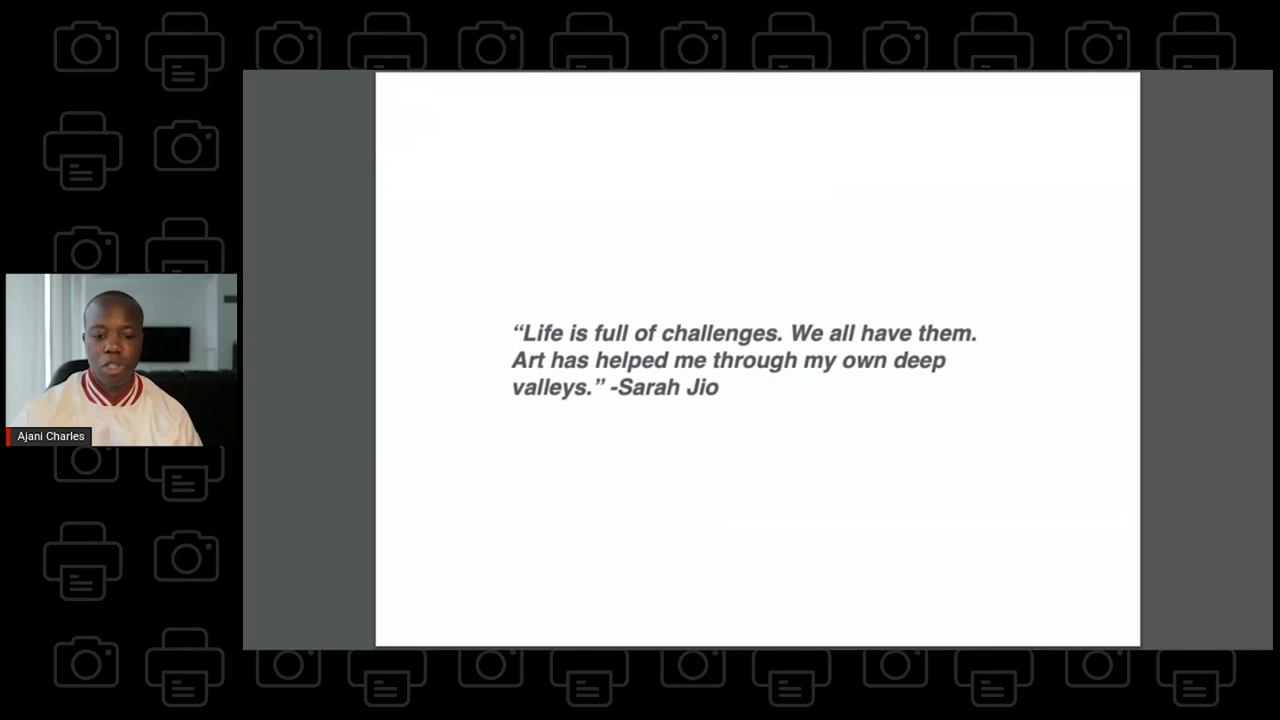 “Life is full of challenges. We all have them.
Art has helped me through my own deep
valleys.” -Sarah Jio
Ajani Charles